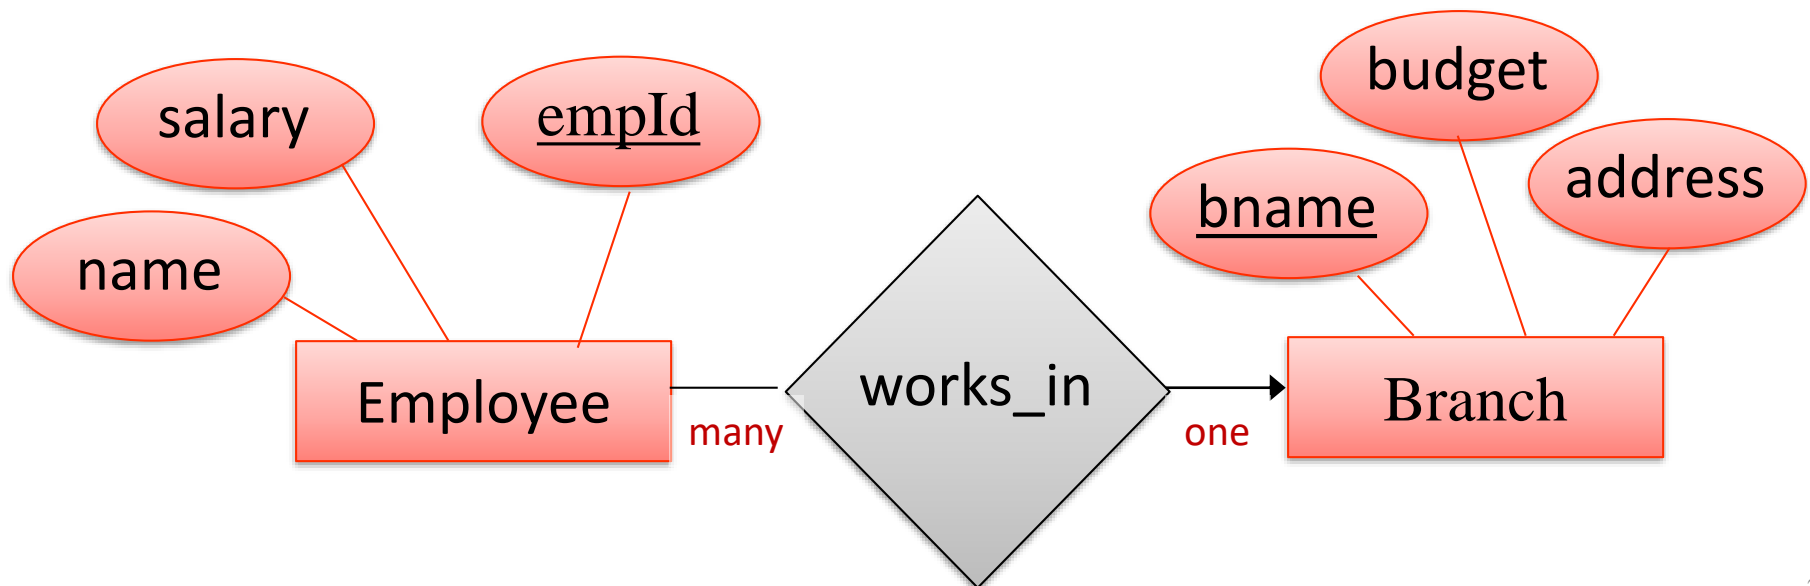 budget
salary
empId
address
bname
name
works_in
Employee
Branch
many
one